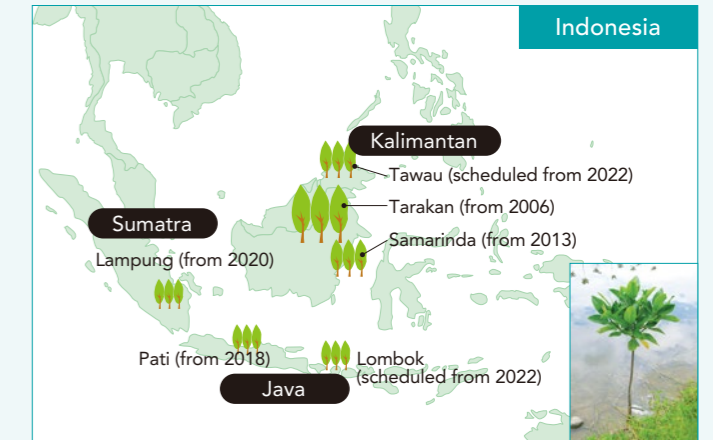 Indonesia
Kalimantan
Tawau (scheduled from 2022)
Tarakan (from 2006)
Sumatra
Samarinda (from 2013)
Lampung (from 2020)
Pati (from 2018)
Lombok
(scheduled from 2022)
Java